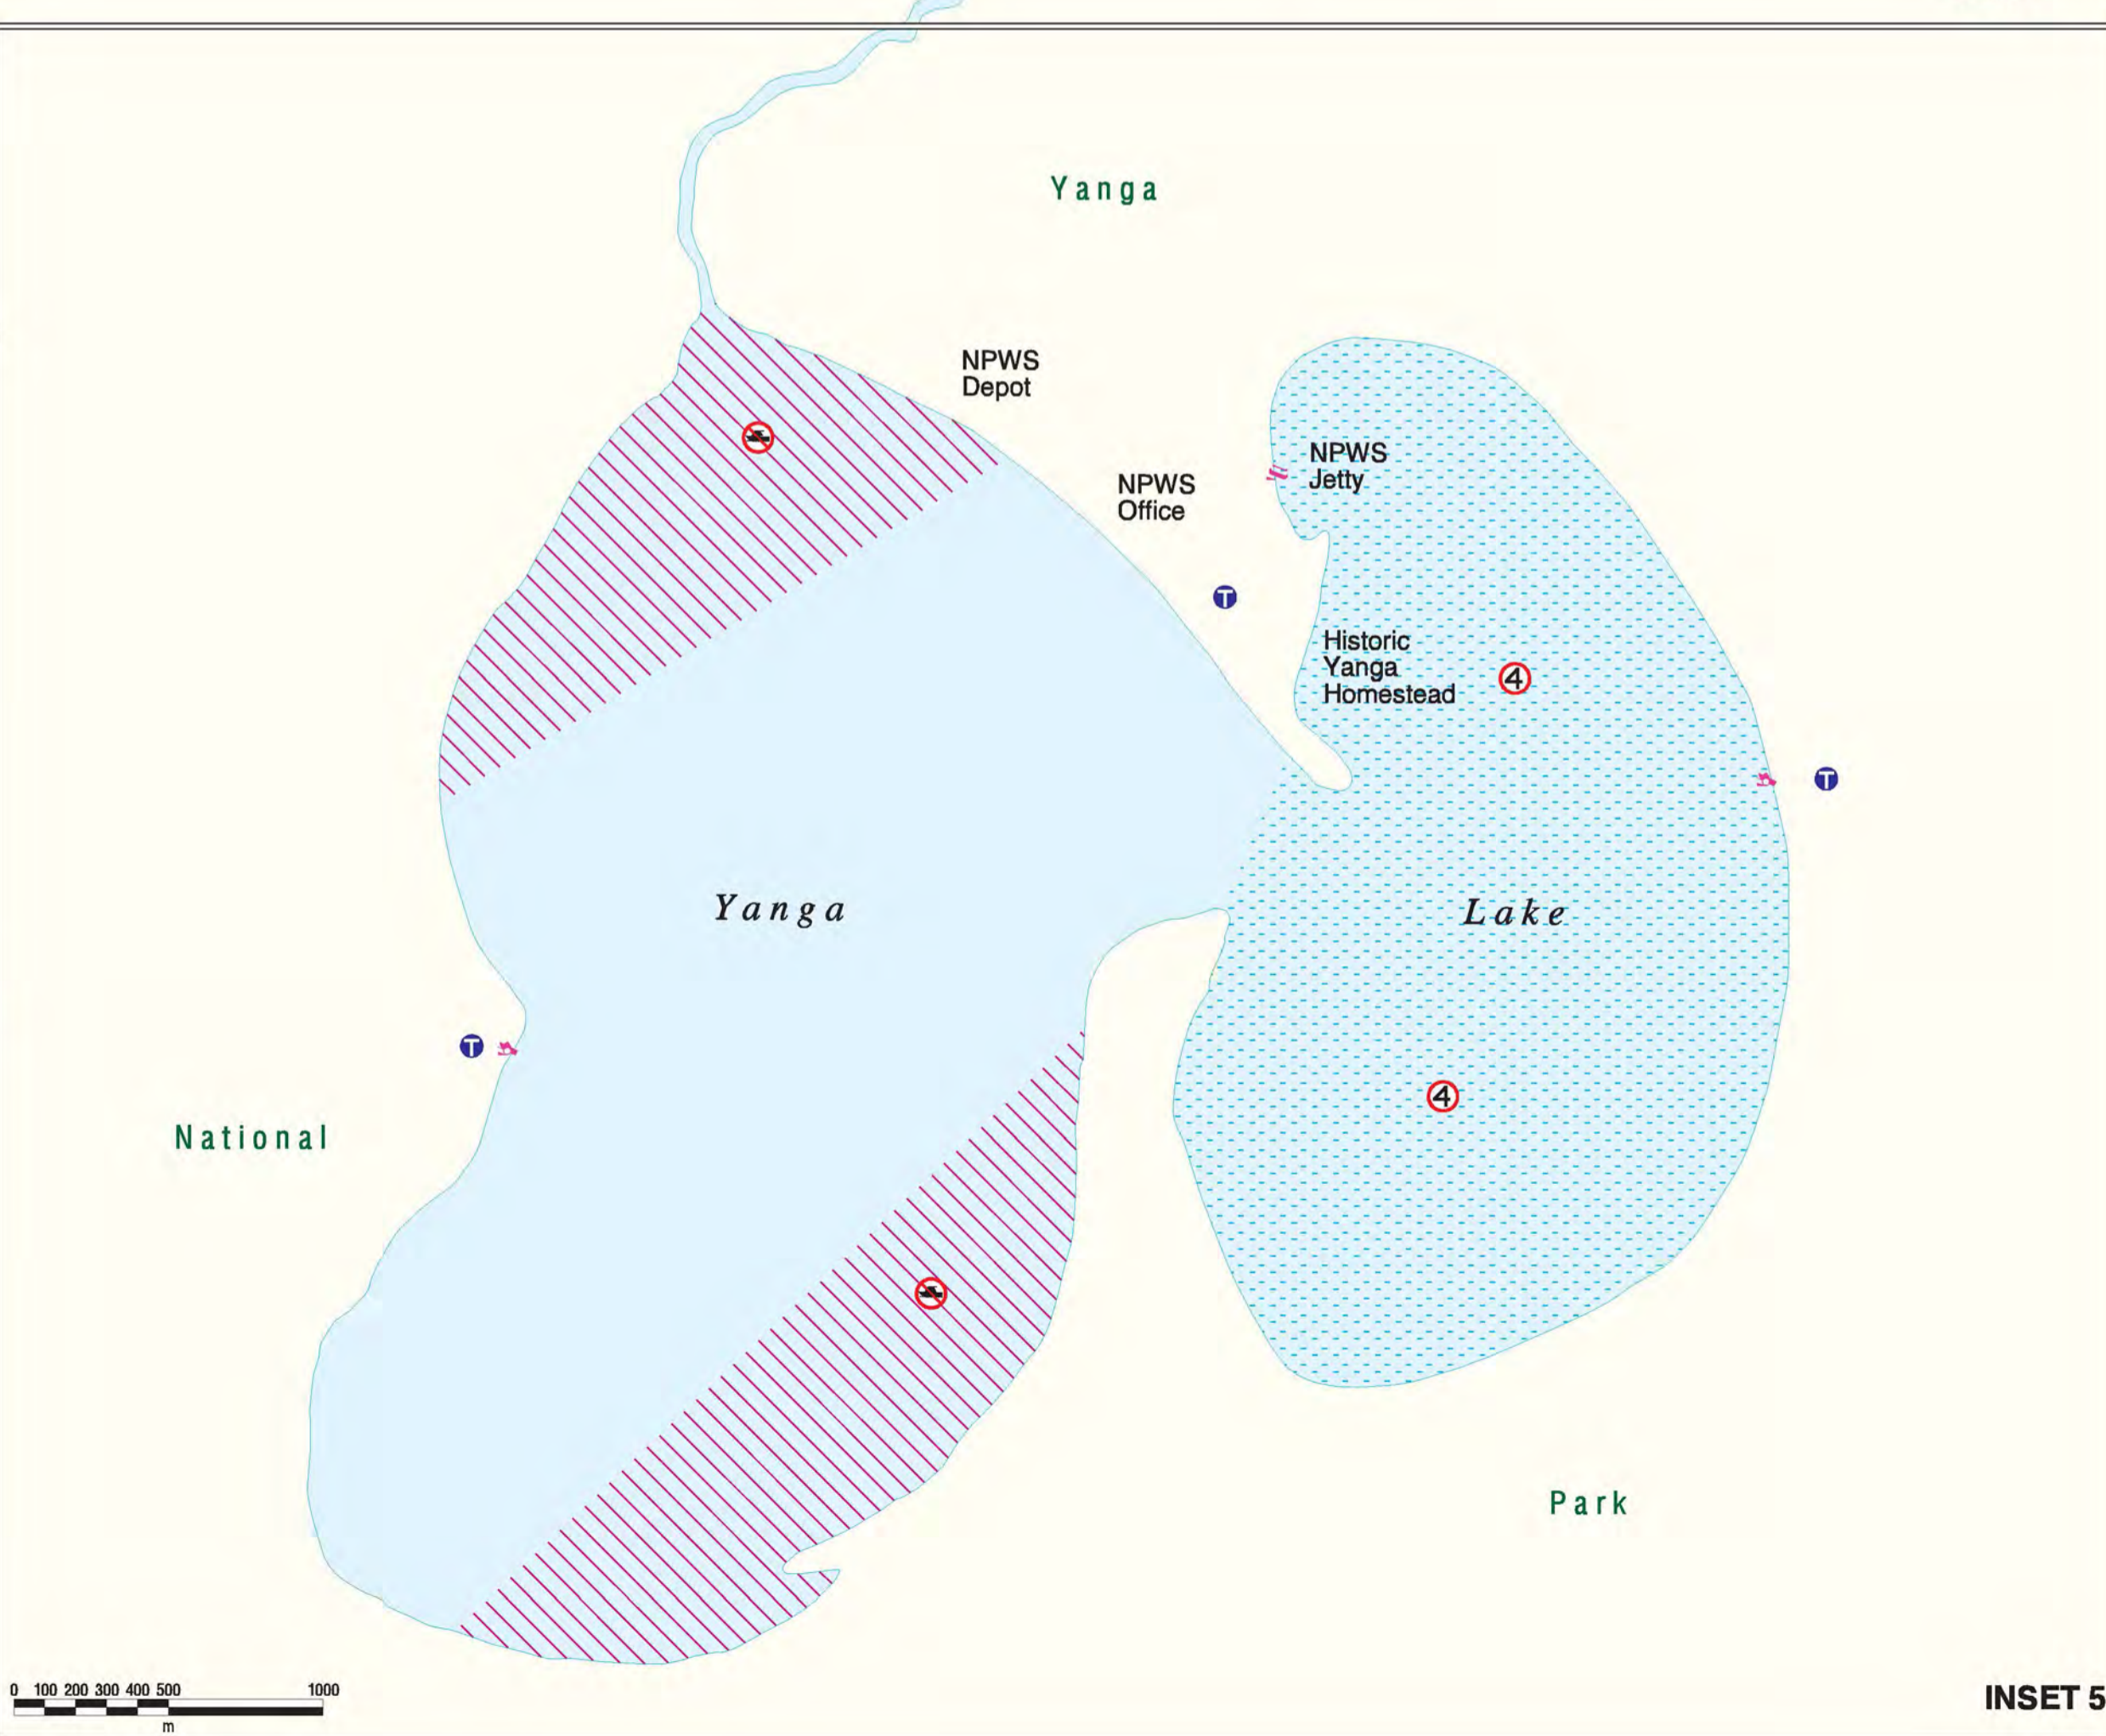 Yanga
NPWS
Depot
NPWS
Jetty
NPWS
Office
T
Historic
Yanga
Homestead
4
T
Yanga
Lake
T
4
National
Park
0 100 200 300 400 500 1000
m
INSET 5